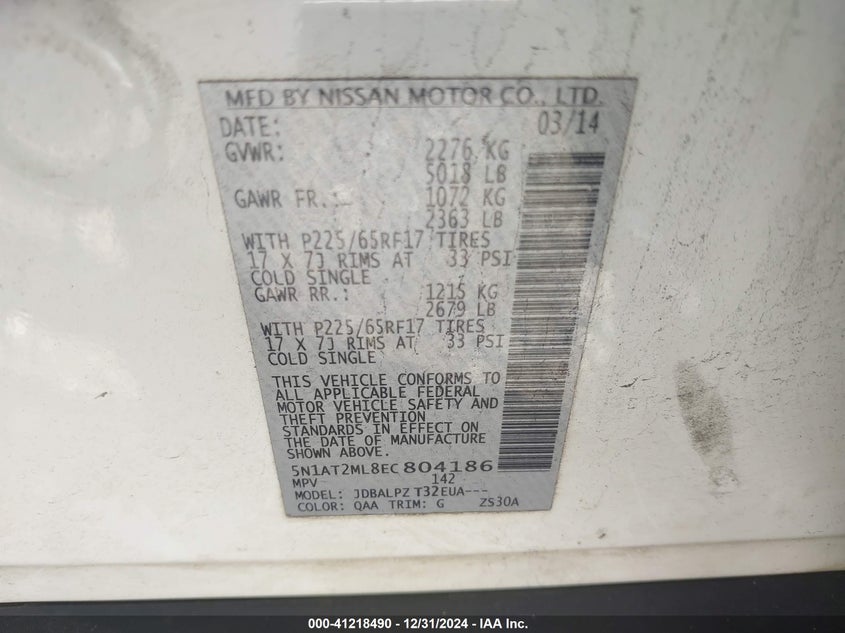 MFD BY NISSAN MOTOR CO., LTD.
DATE: 03/14
GVWR: 2276 KG
5018 LB
GAWR FR.: 1072 KG
2363 LB
WITH P225/65RF17 TIRES
17 X 7J RIMS AT 33 PSI
COLD SINGLE
GAWR RR.: 1215 KG
2679 LB
WITH P225/65RF17 TIRES
17 X 7J RIMS AT 33 PSI
COLD SINGLE
THIS VEHICLE CONFORMS TO
ALL APPLICABLE FEDERAL
MOTOR VEHICLE SAFETY AND
THEFT PREVENTION
STANDARDS IN EFFECT ON
THE DATE OF MANUFACTURE
SHOWN ABOVE.
5N1AT2ML8EC804186
MPV 142
MODEL: JDBALPZ T32EUA---
COLOR: QAA TRIM: G ZS30A
000-41218490 - 12/31/2024 - IAA Inc.